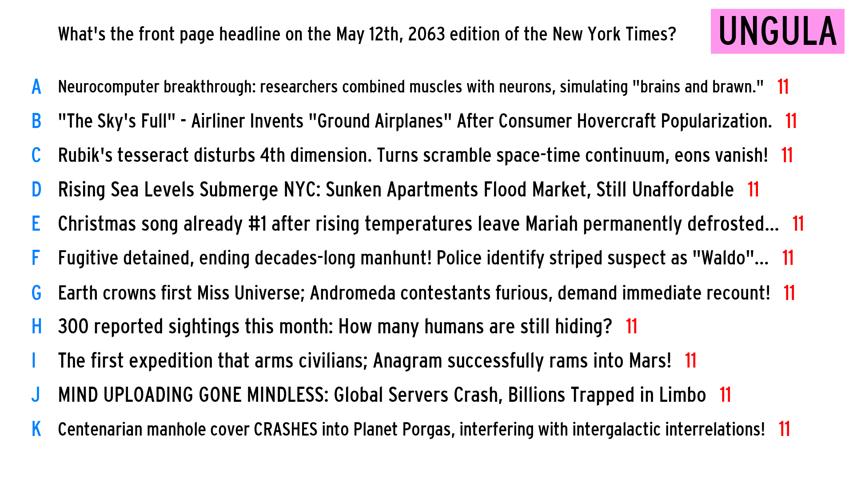 What's the front page headline on the May 12th, 2063 edition of the New York Times?
UNGULA
A Neurocomputer breakthrough: researchers combined muscles with neurons, simulating "brains and brawn." 11
B "The Sky's Full" - Airliner Invents "Ground Airplanes" After Consumer Hovercraft Popularization. 11
C Rubik's tesseract disturbs 4th dimension. Turns scramble space-time continuum, eons vanish! 11
D Rising Sea Levels Submerge NYC: Sunken Apartments Flood Market, Still Unaffordable 11
E Christmas song already #1 after rising temperatures leave Mariah permanently defrosted... 11
F Fugitive detained, ending decades-long manhunt! Police identify striped suspect as "Waldo"... 11
G Earth crowns first Miss Universe; Andromeda contestants furious, demand immediate recount! 11
H 300 reported sightings this month: How many humans are still hiding? 11
I The first expedition that arms civilians; Anagram successfully rams into Mars! 11
J MIND UPLOADING GONE MINDLESS: Global Servers Crash, Billions Trapped in Limbo 11
K Centenarian manhole cover CRASHES into Planet Porgas, interfering with intergalactic interrelations! 11